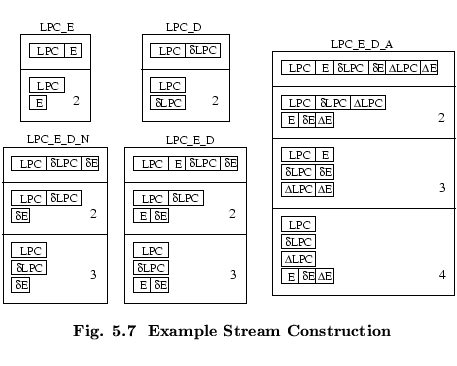 LPC_E
LPC E
LPC
E
2
LPC_D
LPC δLPC
LPC
δLPC
2
LPC_E_D_A
LPC E δLPC δE ΔLPC ΔE
LPC δLPC ΔLPC
E δE ΔE
2
LPC E
δLPC δE
ΔLPC ΔE
3
LPC
δLPC
ΔLPC
E δE ΔE
4
LPC_E_D_N
LPC δLPC δE
LPC δLPC
δE
2
LPC
δLPC
δE
3
LPC_E_D
LPC E δLPC δE
LPC δLPC
E δE
2
LPC
δLPC
E δE
3
Fig. 5.7 Example Stream Construction